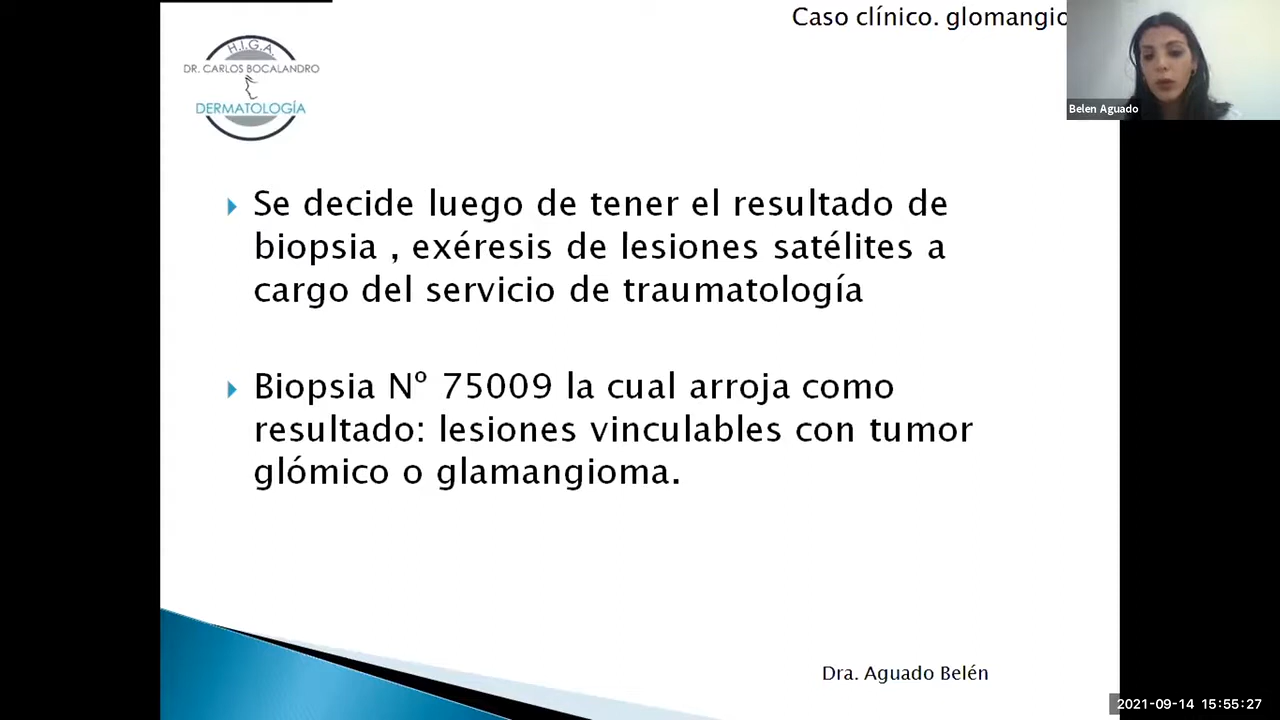 Caso clínico. glomangio
H.I.G.A.
DR. CARLOS BOCALANDRO
DERMATOLOGÍA
Belen Aguado
Se decide luego de tener el resultado de
biopsia , exéresis de lesiones satélites a
cargo del servicio de traumatología
Biopsia Nº 75009 la cual arroja como
resultado: lesiones vinculables con tumor
glómico o glamangioma.
Dra. Aguado Belén
2021-09-14 15:55:27